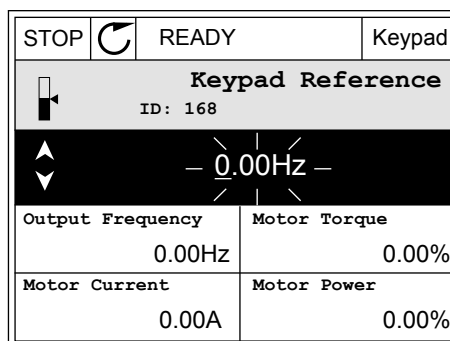 STOP READY Keypad
Keypad Reference
ID: 168
0.00Hz
Output Frequency Motor Torque
0.00Hz 0.00%
Motor Current Motor Power
0.00A 0.00%